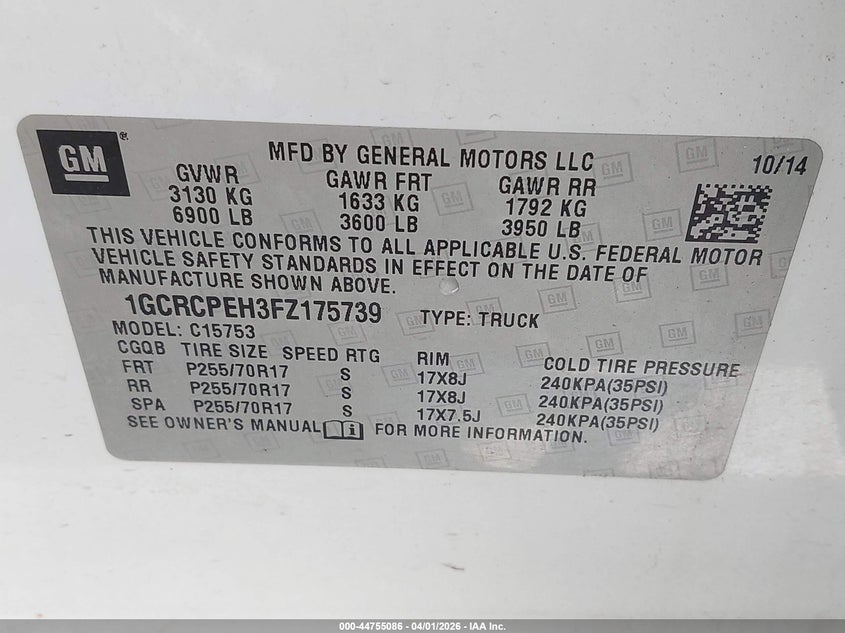 GM®
MFD BY GENERAL MOTORS LLC 10/14
GVWR GAWR FRT GAWR RR
3130 KG 1633 KG 1792 KG
6900 LB 3600 LB 3950 LB
THIS VEHICLE CONFORMS TO ALL APPLICABLE U.S. FEDERAL MOTOR
VEHICLE SAFETY STANDARDS IN EFFECT ON THE DATE OF
MANUFACTURE SHOWN ABOVE.
1GCRCPEH3FZ175739 TYPE: TRUCK
MODEL: C15753
CGQB TIRE SIZE SPEED RTG RIM COLD TIRE PRESSURE
FRT P255/70R17 S 17X8J 240KPA(35PSI)
RR P255/70R17 S 17X8J 240KPA(35PSI)
SPA P255/70R17 S 17X7.5J 240KPA(35PSI)
SEE OWNER'S MANUAL FOR MORE INFORMATION.
000-44755086 - 04/01/2026 - IAA Inc.